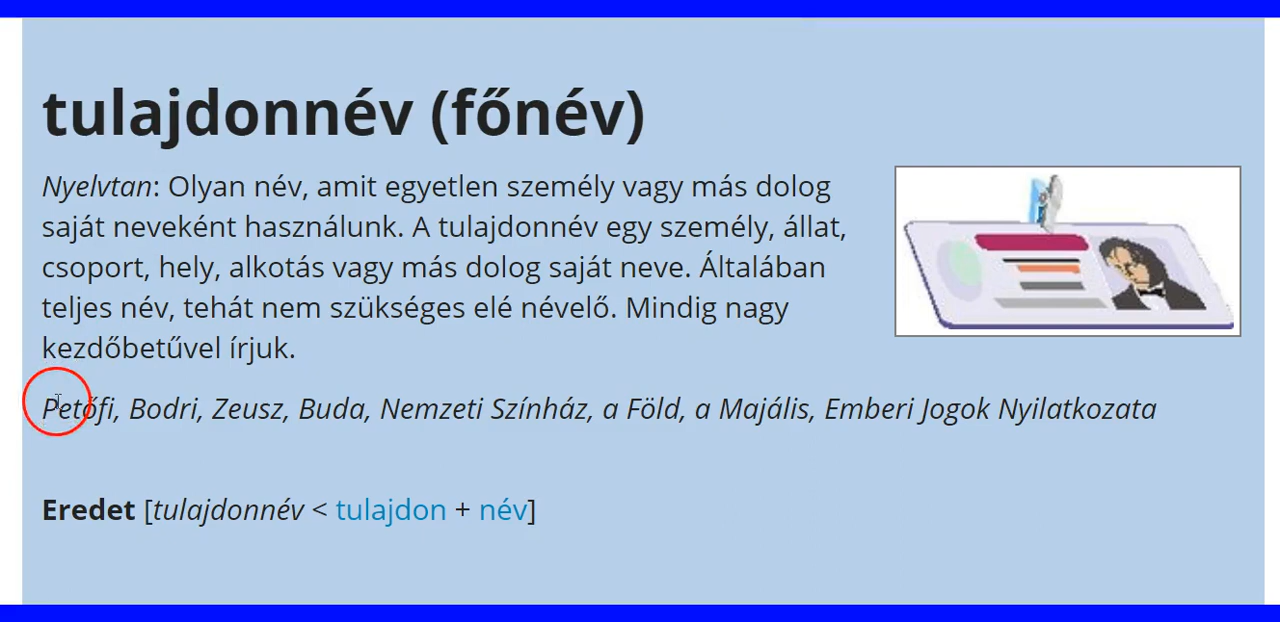 tulajdonnév (főnév)
Nyelvtan: Olyan név, amit egyetlen személy vagy más dolog
saját neveként használunk. A tulajdonnév egy személy, állat,
csoport, hely, alkotás vagy más dolog saját neve. Általában
teljes név, tehát nem szükséges elé névelő. Mindig nagy
kezdőbetűvel írjuk.
Petőfi, Bodri, Zeusz, Buda, Nemzeti Színház, a Föld, a Majális, Emberi Jogok Nyilatkozata
Eredet [tulajdonnév < tulajdon + név]